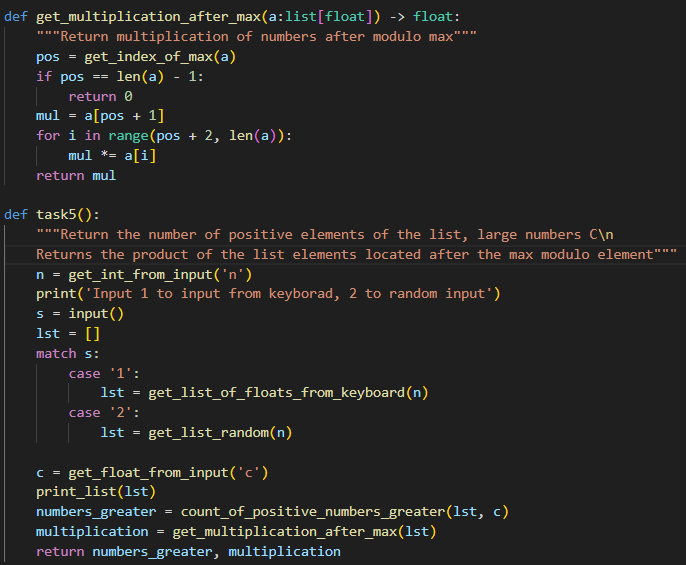 def get_multiplication_after_max(a:list[float]) -> float:
    """Return multiplication of numbers after modulo max"""
    pos = get_index_of_max(a)
    if pos == len(a) - 1:
        return 0
    mul = a[pos + 1]
    for i in range(pos + 2, len(a)):
        mul *= a[i]
    return mul

def task5():
    """Return the number of positive elements of the list, large numbers C\n
    Returns the product of the list elements located after the max modulo element"""
    n = get_int_from_input('n')
    print('Input 1 to input from keyborad, 2 to random input')
    s = input()
    lst = []
    match s:
        case '1':
            lst = get_list_of_floats_from_keyboard(n)
        case '2':
            lst = get_list_random(n)

    c = get_float_from_input('c')
    print_list(lst)
    numbers_greater = count_of_positive_numbers_greater(lst, c)
    multiplication = get_multiplication_after_max(lst)
    return numbers_greater, multiplication